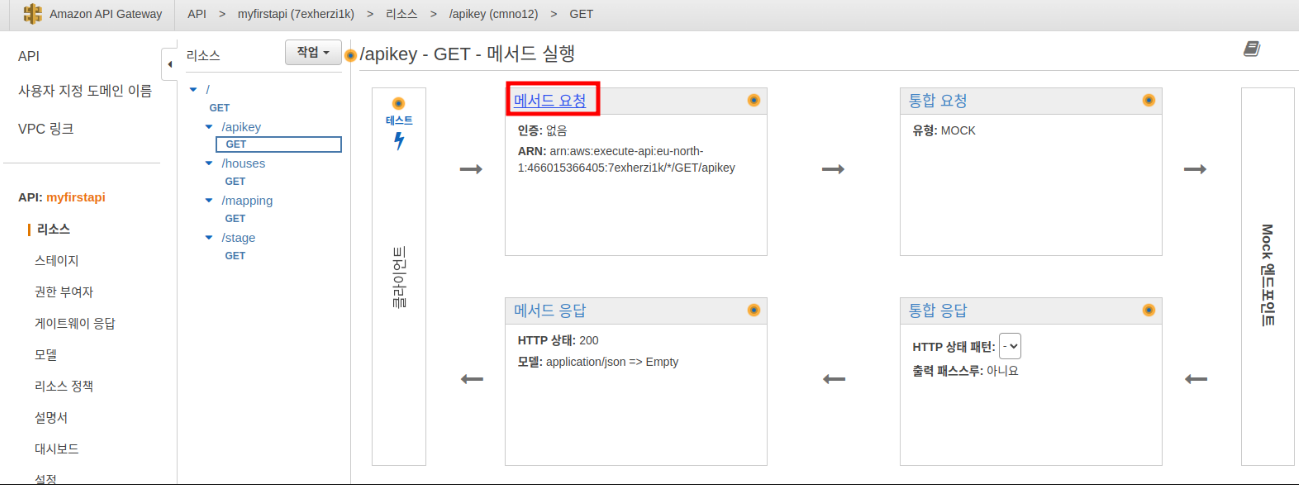 Amazon API Gateway API > myfirstapi (7exherzi1k) > 리소스 > /apikey (cmno12) > GET
API
사용자 지정 도메인 이름
VPC 링크
API: myfirstapi
리소스
스테이지
권한 부여자
게이트웨이 응답
모델
리소스 정책
설명서
대시보드
설정
리소스 작업
/
GET
/apikey
GET
/houses
GET
/mapping
GET
/stage
GET
/apikey - GET - 메서드 실행
테스트
클라이언트
메서드 요청
인증: 없음
ARN: arn:aws:execute-api:eu-north-
1:466015366405:7exherzi1k/*/GET/apikey
통합 요청
유형: MOCK
메서드 응답
HTTP 상태: 200
모델: application/json => Empty
통합 응답
HTTP 상태 패턴: -
출력 패스스루: 아니요
Mock 엔드포인트